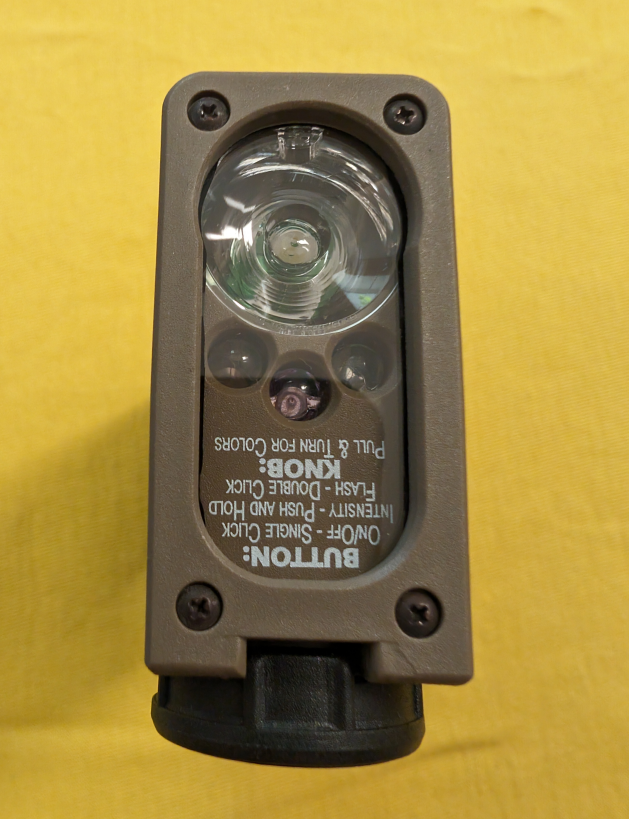 BUTTON:
ON/OFF - SINGLE CLICK
INTENSITY - PUSH AND HOLD
FLASH - DOUBLE CLICK
KNOB:
PULL & TURN FOR COLORS